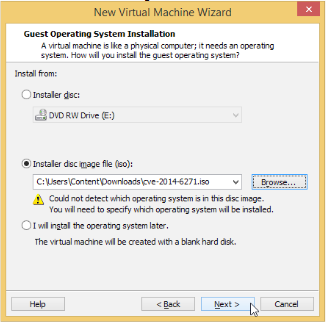 New Virtual Machine Wizard
Guest Operating System Installation
A virtual machine is like a physical computer; it needs an operating
system. How will you install the guest operating system?
Install from:
Installer disc:
DVD RW Drive (E:)
Installer disc image file (iso):
C:\Users\Content\Downloads\cve-2014-6271.iso
Browse...
Could not detect which operating system is in this disc image.
You will need to specify which operating system will be installed.
I will install the operating system later.
The virtual machine will be created with a blank hard disk.
Help
< Back
Next >
Cancel